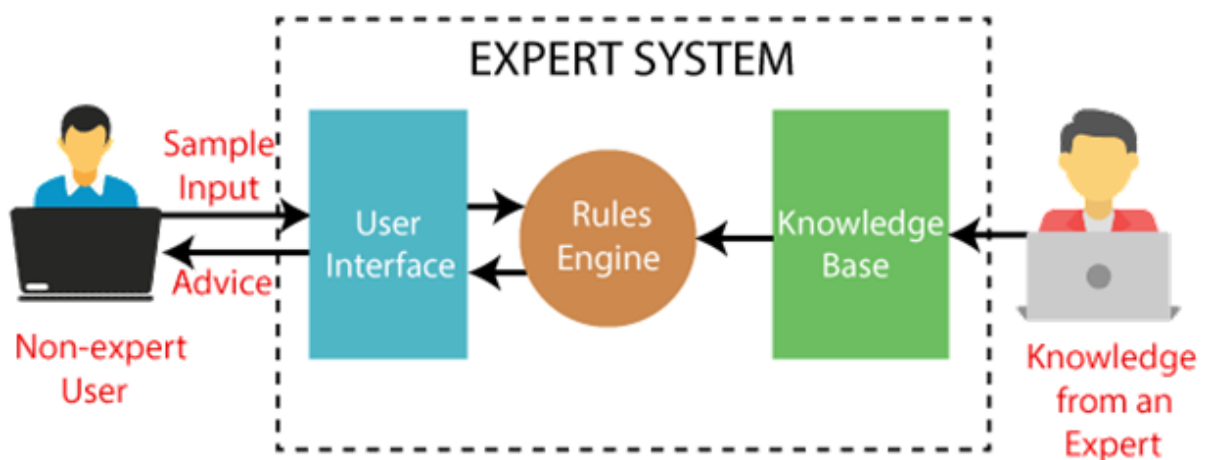 EXPERT SYSTEM
Sample
Input
Advice
Non-expert
User
User
Interface
Rules
Engine
Knowledge
Base
Knowledge
from an
Expert